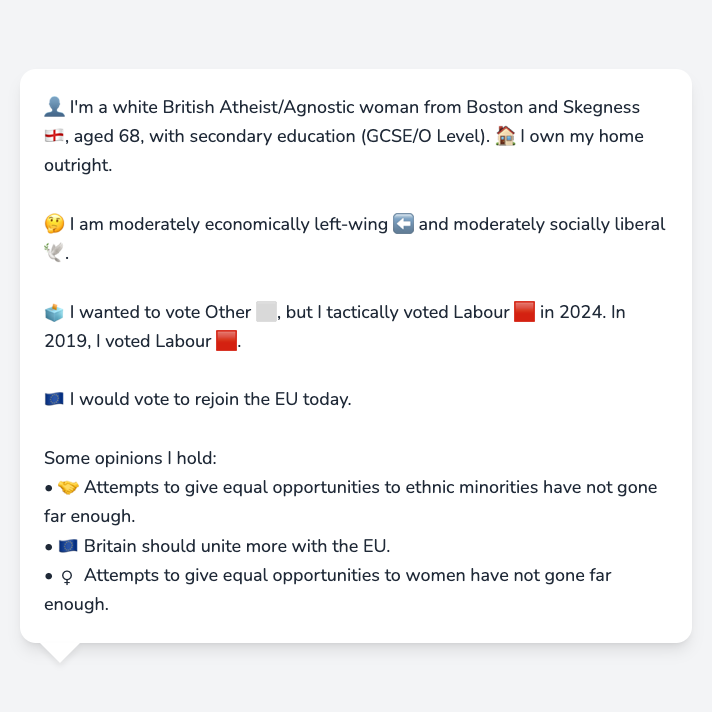 👤 I'm a white British Atheist/Agnostic woman from Boston and Skegness
🏴󠁧󠁢󠁥󠁮󠁧󠁿, aged 68, with secondary education (GCSE/O Level). 🏠 I own my home
outright.
🤔 I am moderately economically left-wing ⬅️ and moderately socially liberal
🕊️.
🗳️ I wanted to vote Other ⬜, but I tactically voted Labour 🟥 in 2024. In
2019, I voted Labour 🟥.
🇪🇺 I would vote to rejoin the EU today.
Some opinions I hold:
• 🤝 Attempts to give equal opportunities to ethnic minorities have not gone
far enough.
• 🇪🇺 Britain should unite more with the EU.
• ♀ Attempts to give equal opportunities to women have not gone far
enough.